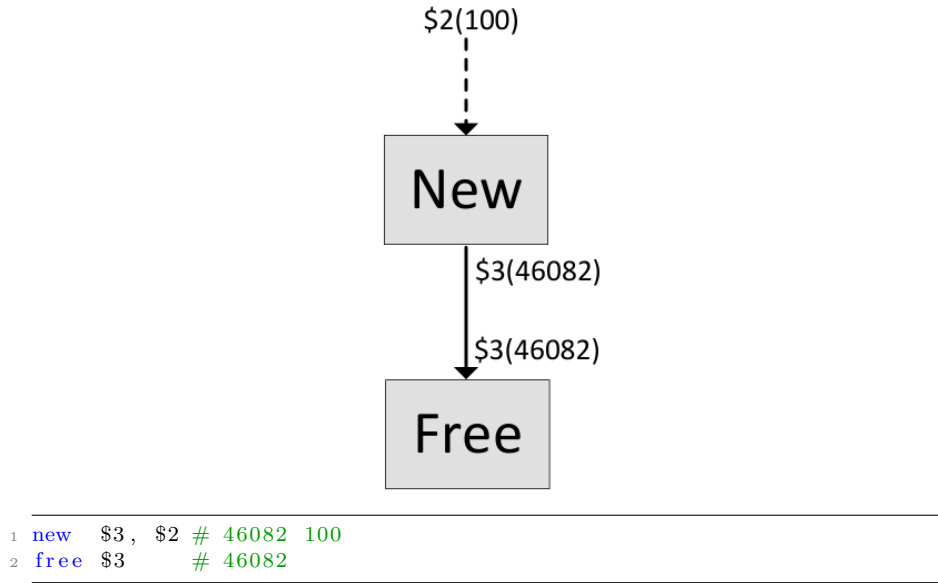 $2(100)
New
$3(46082)
$3(46082)
Free
1 new $3, $2 # 46082 100
2 free $3 # 46082